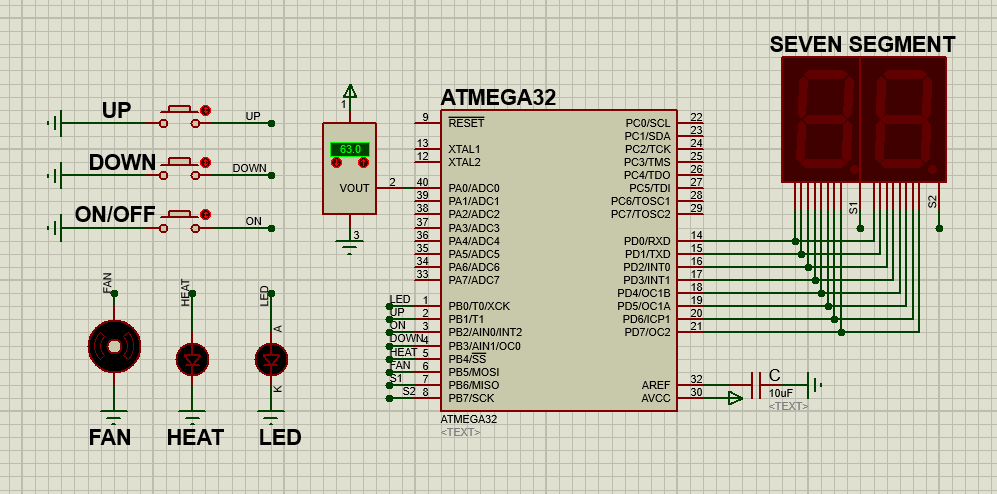 SEVEN SEGMENT
S1
S2
UP
UP
DOWN
DOWN
ON/OFF
ON
1
63.0
VOUT
2
3
ATMEGA32
9 RESET
13 XTAL1
12 XTAL2
40 PA0/ADC0
39 PA1/ADC1
38 PA2/ADC2
37 PA3/ADC3
36 PA4/ADC4
35 PA5/ADC5
34 PA6/ADC6
33 PA7/ADC7
LED 1 PB0/T0/XCK
UP 2 PB1/T1
ON 3 PB2/AIN0/INT2
DOWN 4 PB3/AIN1/OC0
HEAT 5 PB4/SS
FAN 6 PB5/MOSI
S1 7 PB6/MISO
S2 8 PB7/SCK
PC0/SCL 22
PC1/SDA 23
PC2/TCK 24
PC3/TMS 25
PC4/TDO 26
PC5/TDI 27
PC6/TOSC1 28
PC7/TOSC2 29
PD0/RXD 14
PD1/TXD 15
PD2/INT0 16
PD3/INT1 17
PD4/OC1B 18
PD5/OC1A 19
PD6/ICP1 20
PD7/OC2 21
AREF 32
AVCC 30
ATMEGA32
<TEXT>
C
10uF
<TEXT>
FAN
HEAT
LED
A
K
FAN
HEAT
LED